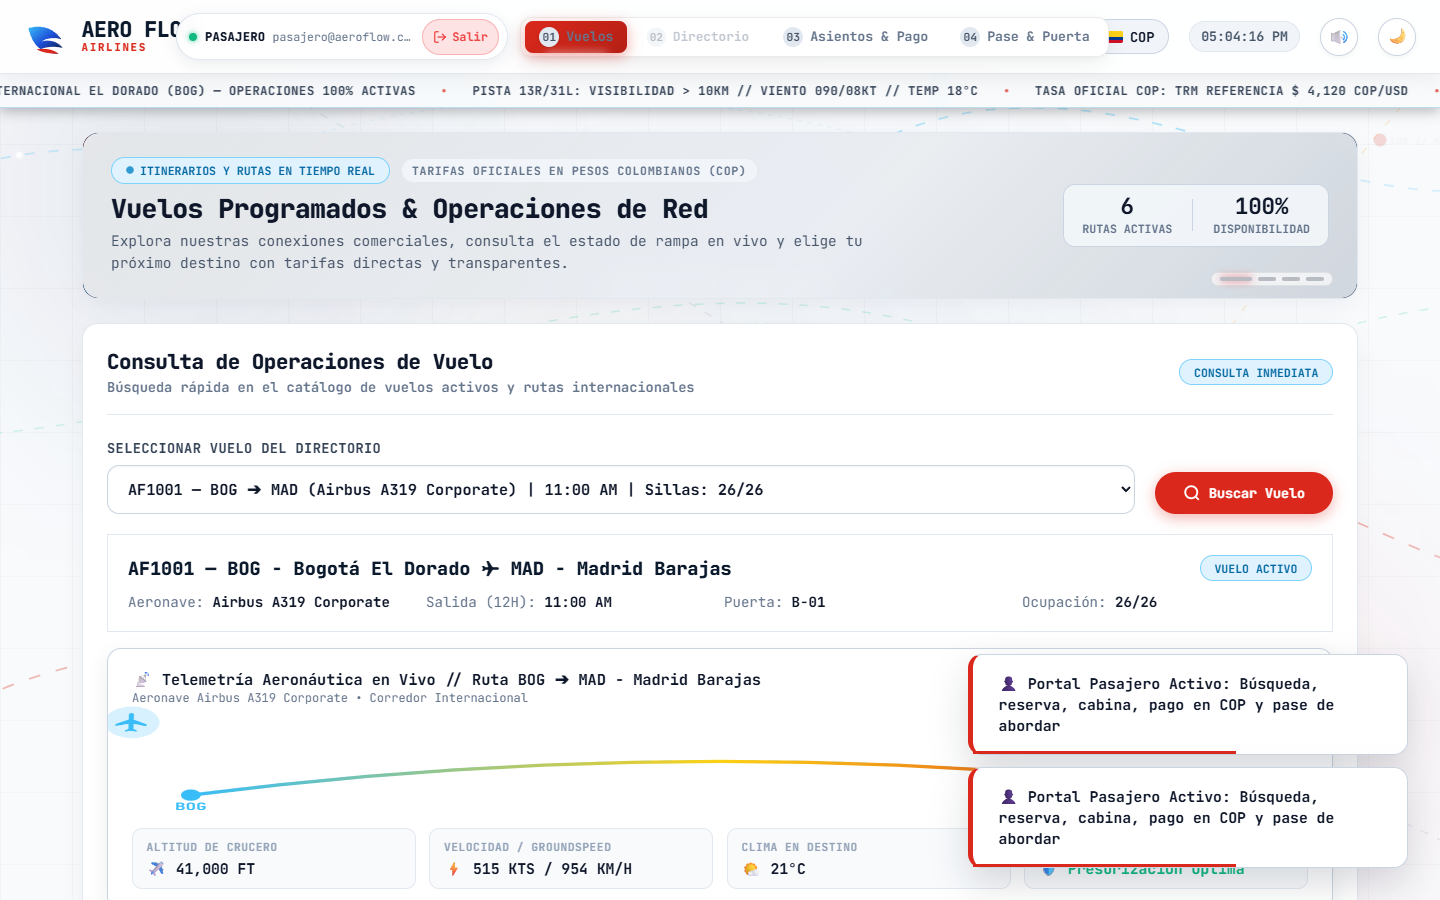 AERO FLO
AIRLINES
PASAJERO pasajero@aeroflow.c…
Salir
01 Vuelos
02 Directorio
03 Asientos & Pago
04 Pase & Puerta
COP
05:04:16 PM
TERNACIONAL EL DORADO (BOG) — OPERACIONES 100% ACTIVAS • PISTA 13R/31L: VISIBILIDAD > 10KM // VIENTO 090/08KT // TEMP 18°C • TASA OFICIAL COP: TRM REFERENCIA $ 4,120 COP/USD •
ITINERARIOS Y RUTAS EN TIEMPO REAL
TARIFAS OFICIALES EN PESOS COLOMBIANOS (COP)
Vuelos Programados & Operaciones de Red
Explora nuestras conexiones comerciales, consulta el estado de rampa en vivo y elige tu
próximo destino con tarifas directas y transparentes.
6
RUTAS ACTIVAS
100%
DISPONIBILIDAD
Consulta de Operaciones de Vuelo
Búsqueda rápida en el catálogo de vuelos activos y rutas internacionales
CONSULTA INMEDIATA
SELECCIONAR VUELO DEL DIRECTORIO
AF1001 — BOG ➔ MAD (Airbus A319 Corporate) | 11:00 AM | Sillas: 26/26
Buscar Vuelo
AF1001 — BOG - Bogotá El Dorado ✈ MAD - Madrid Barajas
VUELO ACTIVO
Aeronave: Airbus A319 Corporate
Salida (12H): 11:00 AM
Puerta: B-01
Ocupación: 26/26
Telemetría Aeronáutica en Vivo // Ruta BOG ➔ MAD - Madrid Barajas
Aeronave Airbus A319 Corporate • Corredor Internacional
BOG
ALTITUD DE CRUCERO
41,000 FT
VELOCIDAD / GROUNDSPEED
515 KTS / 954 KM/H
CLIMA EN DESTINO
21°C
Presurización Óptima
Portal Pasajero Activo: Búsqueda,
reserva, cabina, pago en COP y pase de
abordar
Portal Pasajero Activo: Búsqueda,
reserva, cabina, pago en COP y pase de
abordar